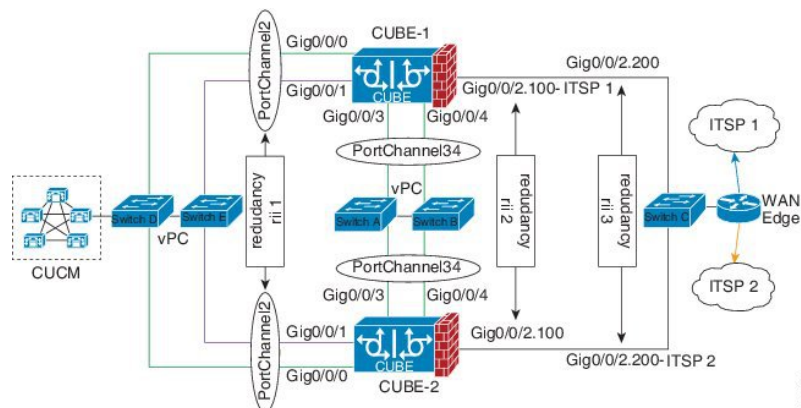 CUBE-1
Gig0/0/0
PortChannel2
Gig0/0/1
CUBE
Gig0/0/2.200
Gig0/0/2.100-ITSP 1
Gig0/0/3
Gig0/0/4
PortChannel34
ITSP 1
redudancy
rii 1
vPC
redudancy
rii 2
redudancy
rii 3
Switch D
Switch E
Switch A
Switch B
Switch C
WAN
Edge
vPC
CUCM
PortChannel34
ITSP 2
Gig0/0/3
Gig0/0/4
PortChannel2
Gig0/0/1
Gig0/0/2.100
CUBE
Gig0/0/2.200-ITSP 2
Gig0/0/0
CUBE-2